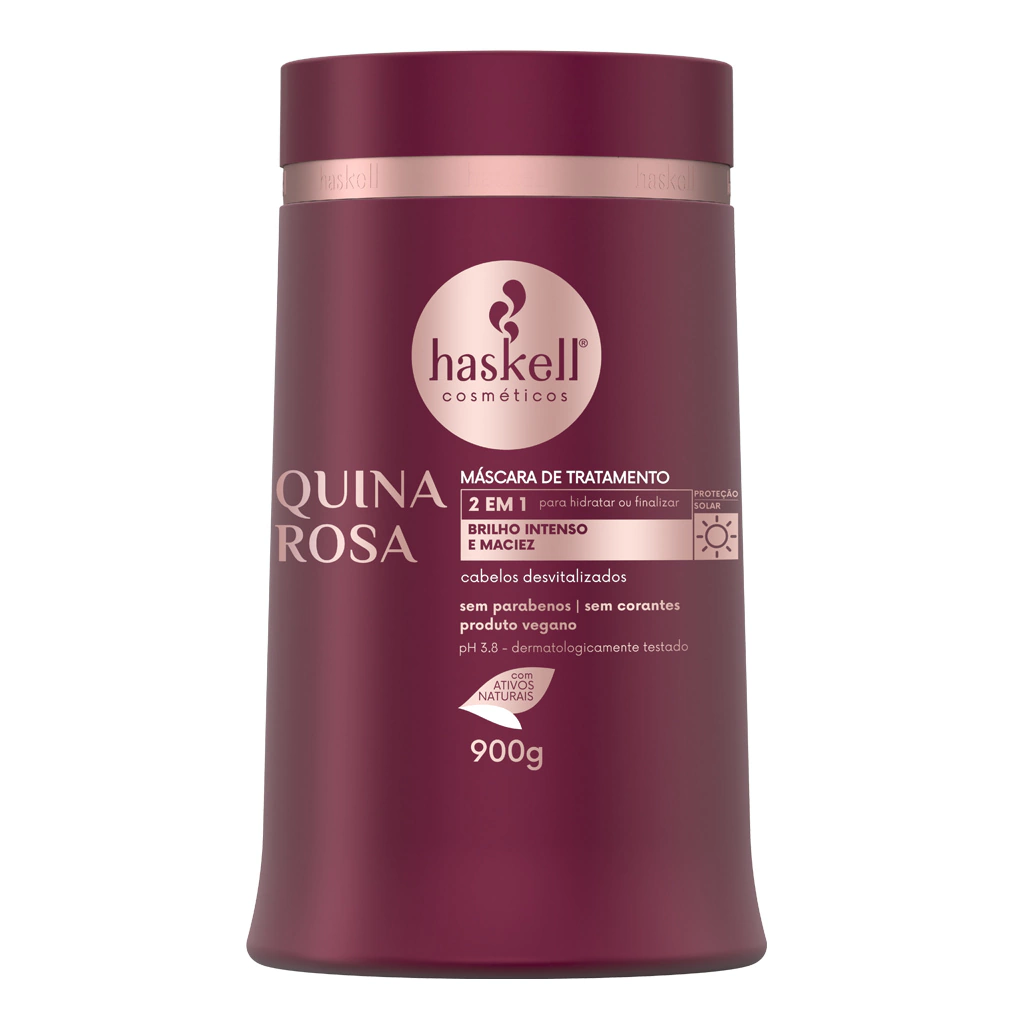 haskell haskell
haskell®
cosméticos
QUINA
ROSA
MÁSCARA DE TRATAMENTO
2 EM 1 para hidratar ou finalizar
BRILHO INTENSO
E MACIEZ
PROTEÇÃO
SOLAR
cabelos desvitalizados
sem parabenos | sem corantes
produto vegano
pH 3.8 - dermatologicamente testado
com
ATIVOS
NATURAIS
900g